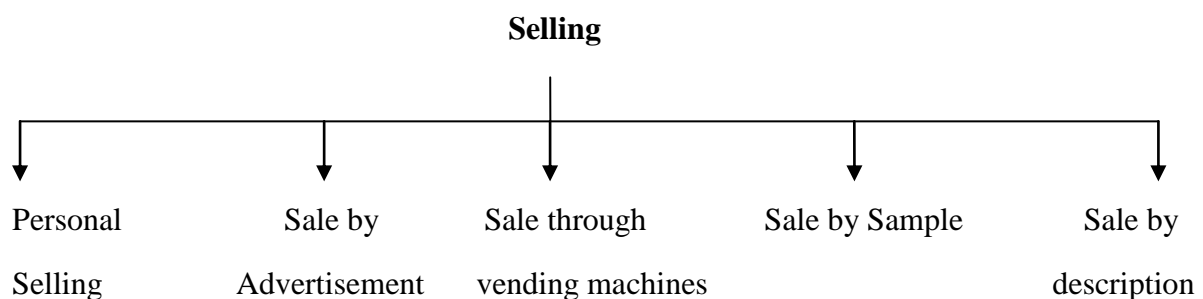 Selling
Personal Selling
Sale by Advertisement
Sale through vending machines
Sale by Sample
Sale by description